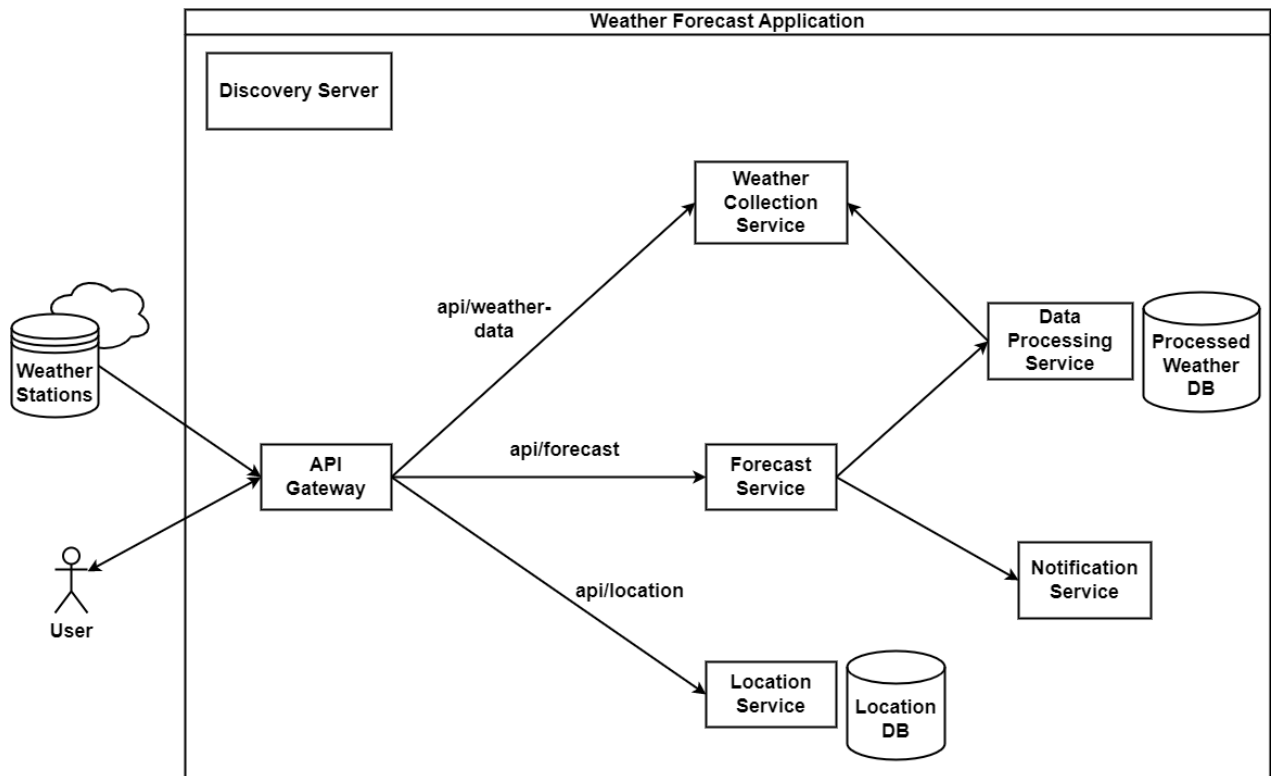 Weather Forecast Application
Discovery Server
Weather
Collection
Service
api/weather-
data
Weather
Stations
Data
Processing
Service
Processed
Weather
DB
API
Gateway
api/forecast
Forecast
Service
Notification
Service
api/location
User
Location
Service
Location
DB